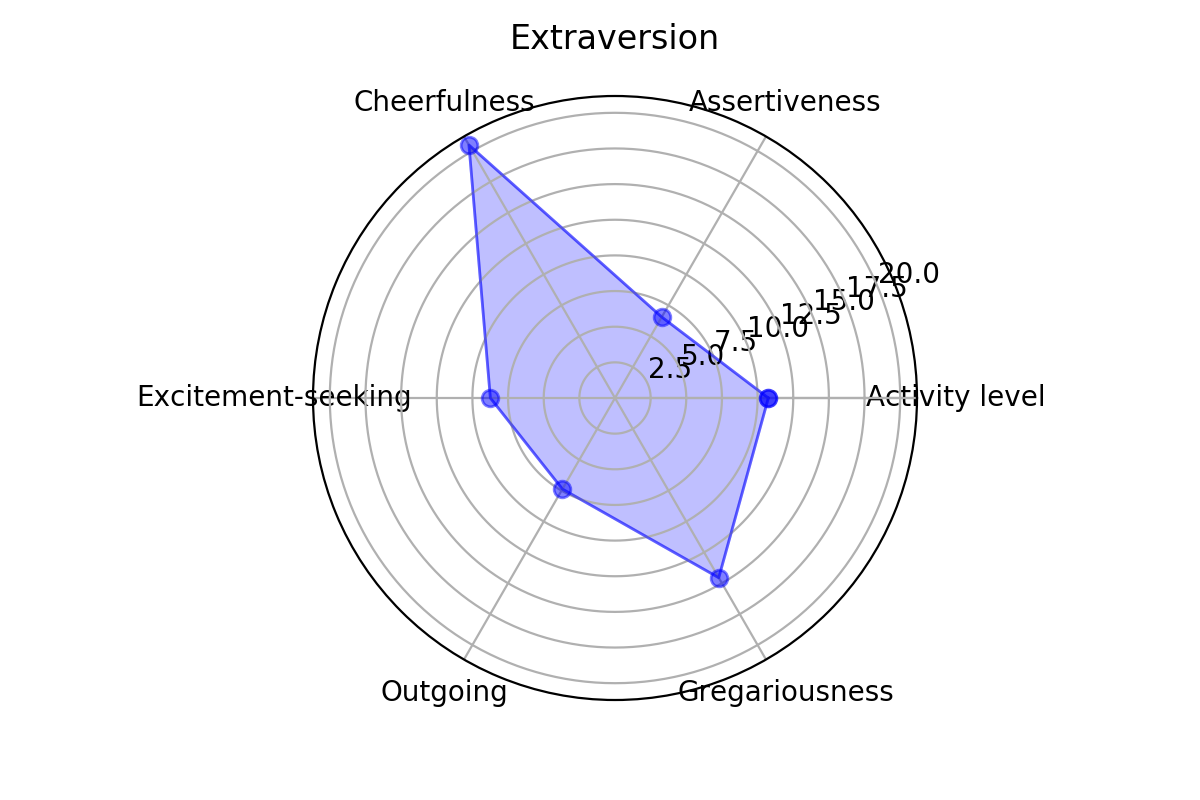 Extraversion
Cheerfulness
Assertiveness
20.0
17.5
15.0
12.5
10.0
7.5
5.0
2.5
Excitement-seeking
Activity level
Outgoing
Gregariousness